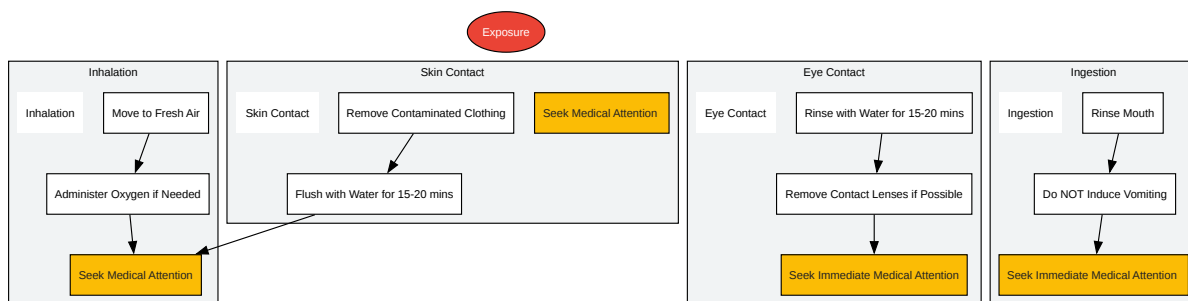 Exposure
Inhalation
Inhalation
Move to Fresh Air
Administer Oxygen if Needed
Seek Medical Attention
Skin Contact
Skin Contact
Remove Contaminated Clothing
Seek Medical Attention
Flush with Water for 15-20 mins
Eye Contact
Eye Contact
Rinse with Water for 15-20 mins
Remove Contact Lenses if Possible
Seek Immediate Medical Attention
Ingestion
Ingestion
Rinse Mouth
Do NOT Induce Vomiting
Seek Immediate Medical Attention